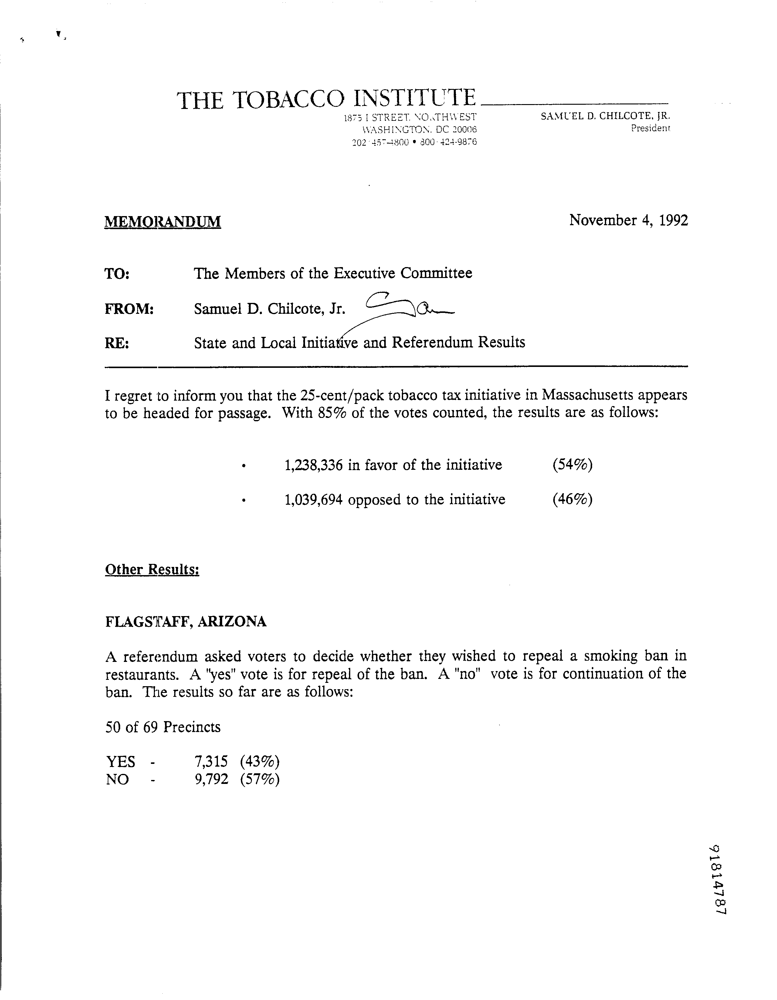 THE TOBACCO INSTITUTE
1875 I STREET, NORTHWEST
WASHINGTON, DC 20006
202/457-4800 • 800/424-9876
SAMUEL D. CHILCOTE, JR.
President
MEMORANDUM November 4, 1992
TO: The Members of the Executive Committee
FROM: Samuel D. Chilcote, Jr. Sam
RE: State and Local Initiative and Referendum Results
I regret to inform you that the 25-cent/pack tobacco tax initiative in Massachusetts appears
to be headed for passage. With 85% of the votes counted, the results are as follows:
• 1,238,336 in favor of the initiative (54%)
• 1,039,694 opposed to the initiative (46%)
Other Results:
FLAGSTAFF, ARIZONA
A referendum asked voters to decide whether they wished to repeal a smoking ban in
restaurants. A "yes" vote is for repeal of the ban. A "no" vote is for continuation of the
ban. The results so far are as follows:
50 of 69 Precincts
YES - 7,315 (43%)
NO - 9,792 (57%)
91814787